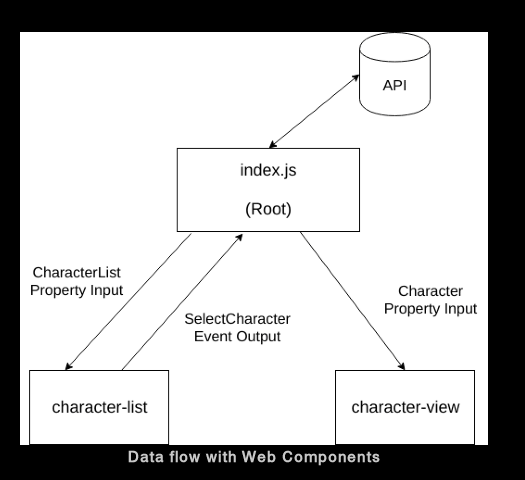 API
index.js
(Root)
CharacterList
Property Input
SelectCharacter
Event Output
Character
Property Input
character-list
character-view
Data flow with Web Components